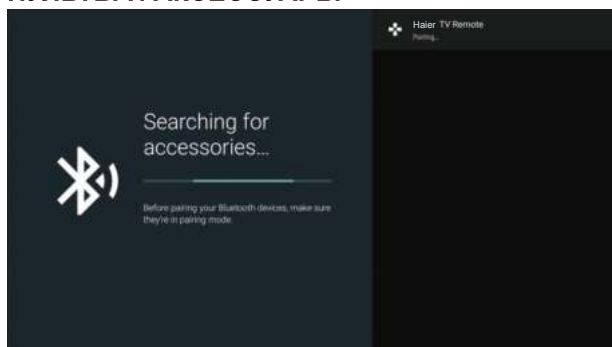 Haier TV Remote
Pairing...
Searching for
accessories...
Before pairing your Bluetooth devices, make sure
they're in pairing mode.